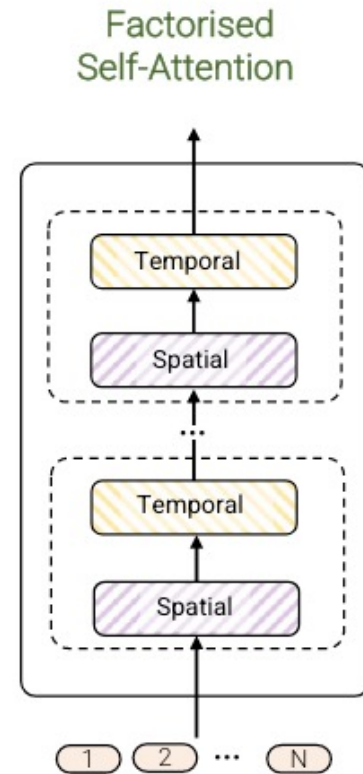 Factorised
Self-Attention
Temporal
Spatial
...
Temporal
Spatial
1 2 ... N